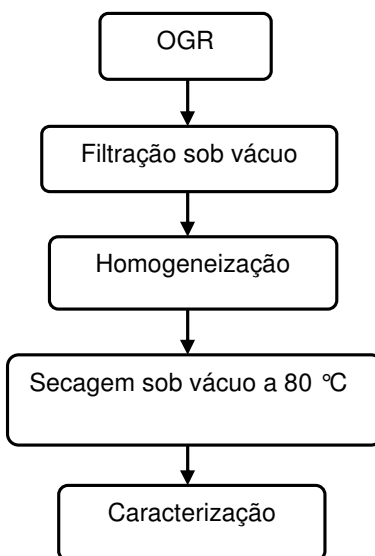 OGR
Filtração sob vácuo
Homogeneização
Secagem sob vácuo a 80 °C
Caracterização